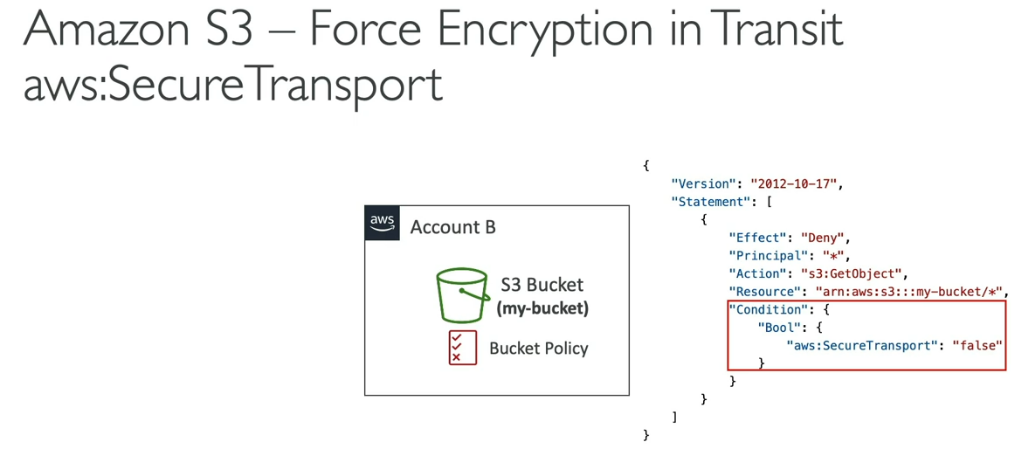 Amazon S3 – Force Encryption in Transit
aws:SecureTransport
aws
Account B
S3 Bucket
(my-bucket)
Bucket Policy
{
"Version": "2012-10-17",
"Statement": [
{
"Effect": "Deny",
"Principal": "*",
"Action": "s3:GetObject",
"Resource": "arn:aws:s3:::my-bucket/*",
"Condition": {
"Bool": {
"aws:SecureTransport": "false"
}
}
}
]
}